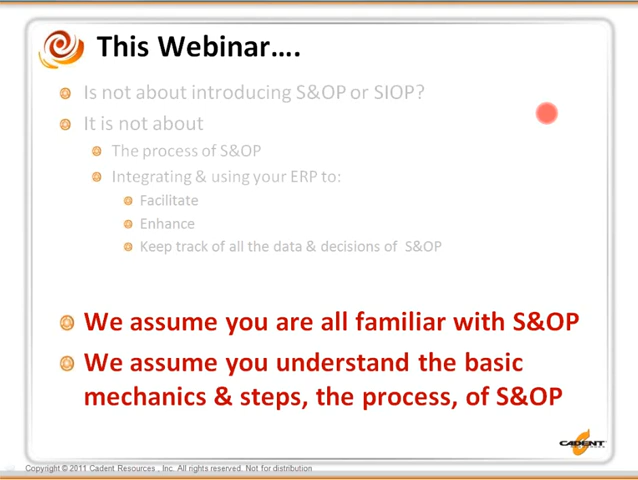 This Webinar....
Is not about introducing S&OP or SIOP?
It is not about
The process of S&OP
Integrating & using your ERP to:
Facilitate
Enhance
Keep track of all the data & decisions of S&OP
We assume you are all familiar with S&OP
We assume you understand the basic
mechanics & steps, the process, of S&OP
CADENT
Copyright © 2011 Cadent Resources , Inc. All rights reserved. Not for distribution